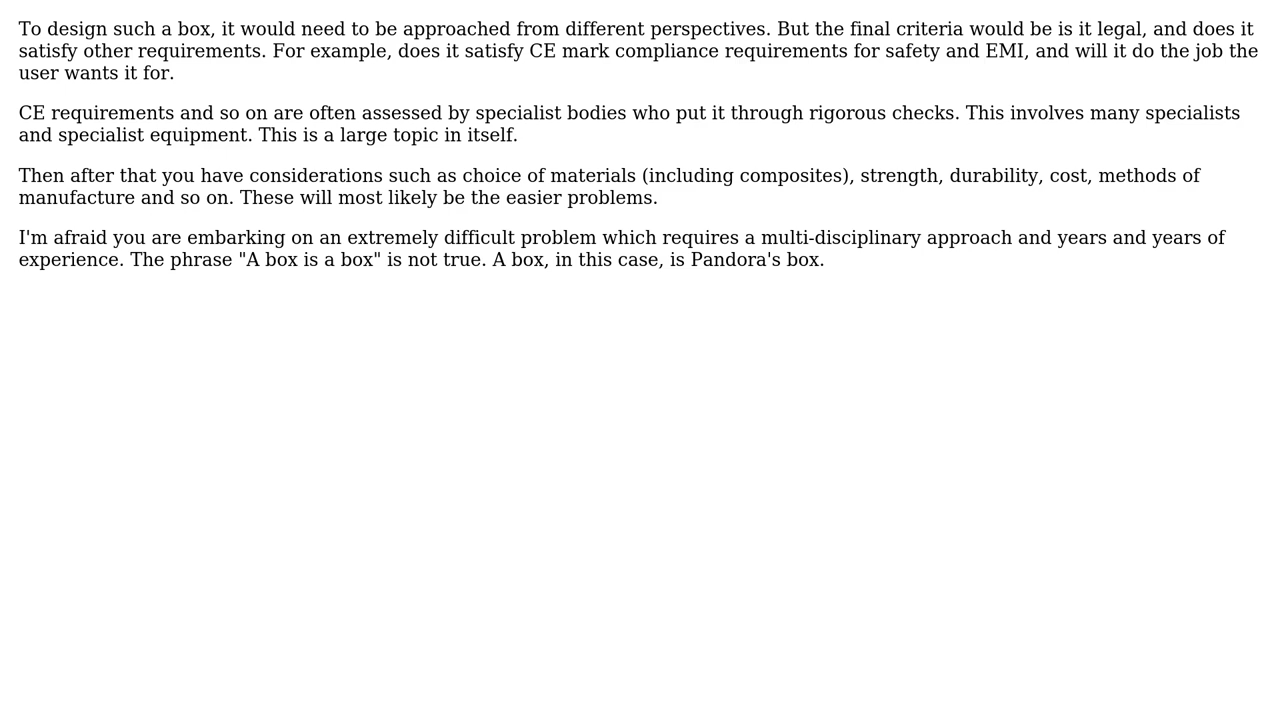 To design such a box, it would need to be approached from different perspectives. But the final criteria would be is it legal, and does it
satisfy other requirements. For example, does it satisfy CE mark compliance requirements for safety and EMI, and will it do the job the
user wants it for.
CE requirements and so on are often assessed by specialist bodies who put it through rigorous checks. This involves many specialists
and specialist equipment. This is a large topic in itself.
Then after that you have considerations such as choice of materials (including composites), strength, durability, cost, methods of
manufacture and so on. These will most likely be the easier problems.
I'm afraid you are embarking on an extremely difficult problem which requires a multi-disciplinary approach and years and years of
experience. The phrase "A box is a box" is not true. A box, in this case, is Pandora's box.